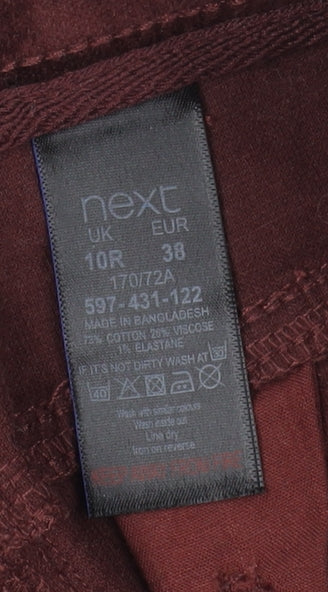 next
UK EUR
10R 38
170/72A
597-431-122
MADE IN BANGLADESH
73% COTTON 26% VISCOSE
1% ELASTANE
IF IT'S NOT DIRTY WASH AT 30
40
Wash with similar colours
Wash inside out
Line dry
Iron on reverse